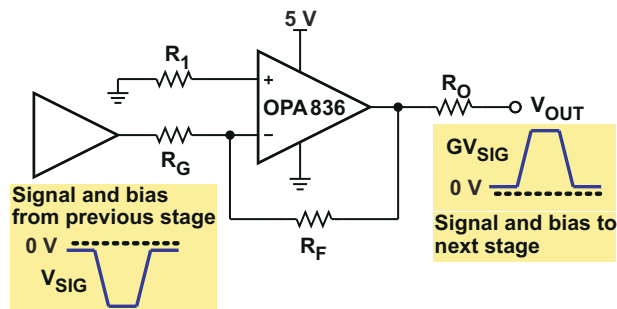 5 V
R1
+
OPA836
−
RO
VOUT
RG
GVSIG
0 V
Signal and bias to
next stage
Signal and bias
from previous stage
0 V
VSIG
RF